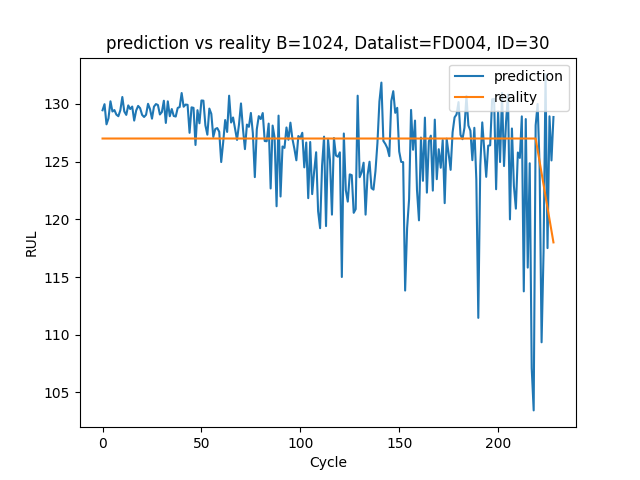 prediction vs reality B=1024, Datalist=FD004, ID=30
prediction
reality
130
125
120
115
110
105
RUL
0
50
100
150
200
Cycle